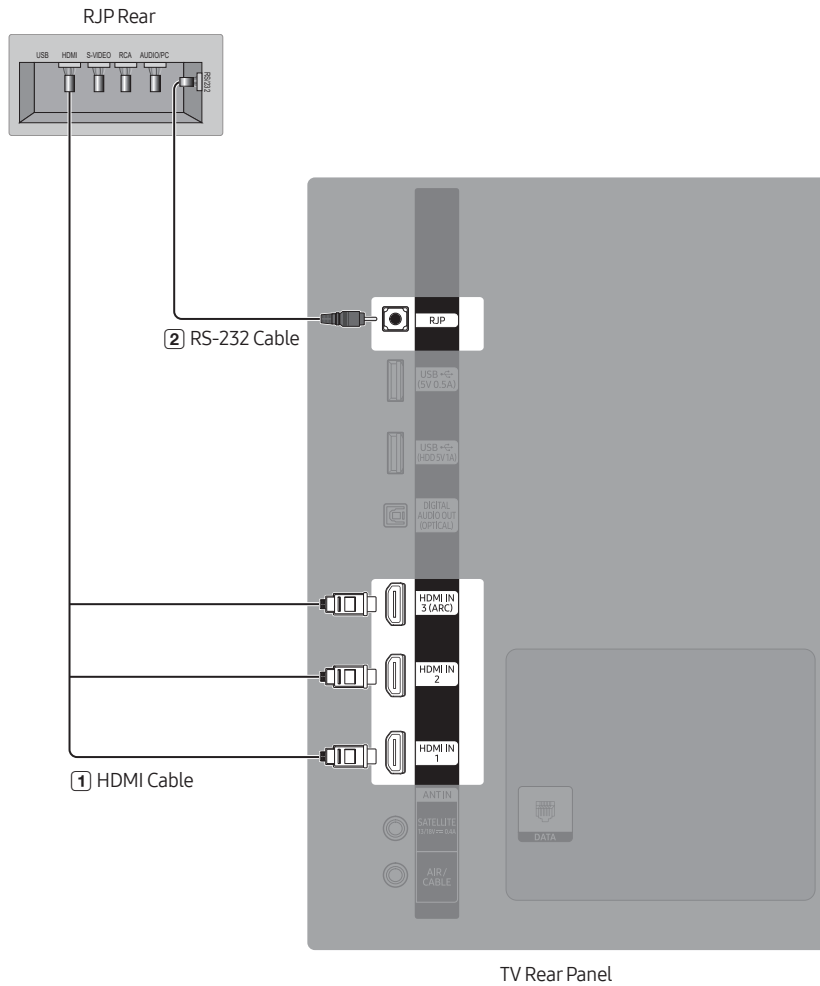 RJP Rear
USB HDMI S-VIDEO RCA AUDIO/PC
RS/232
RJP
2 RS-232 Cable
USB
(5V 0.5A)
USB
(HDD 5V 1A)
DIGITAL
AUDIO OUT
(OPTICAL)
HDMI IN
3 (ARC)
HDMI IN
2
HDMI IN
1
1 HDMI Cable
ANT IN
SATELLITE
DATA
AIR /
CABLE
TV Rear Panel